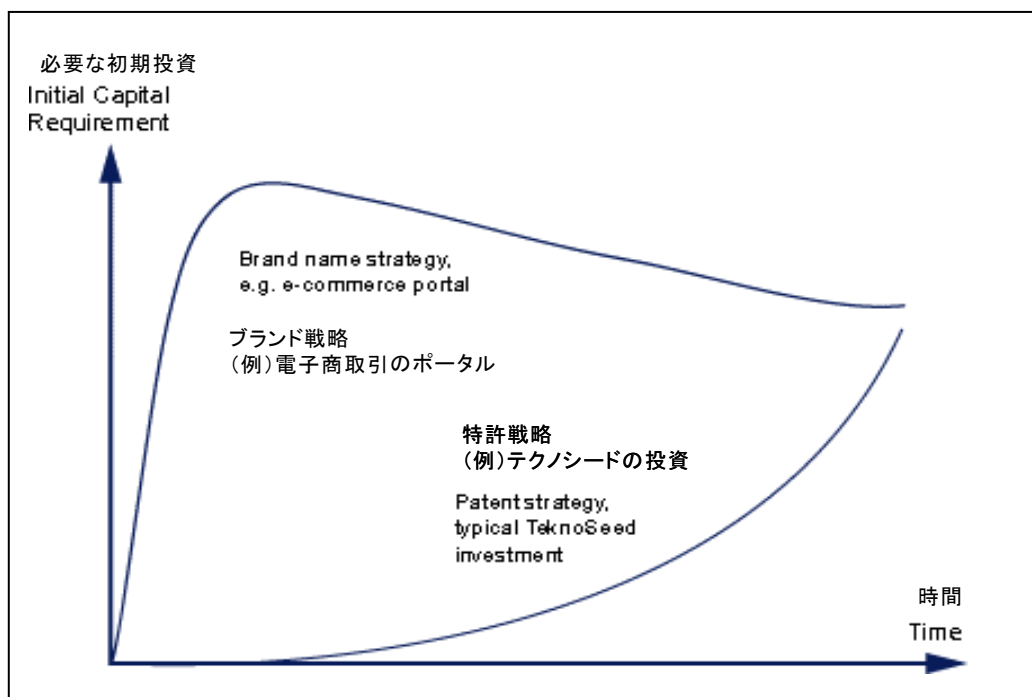 必要な初期投資
Initial Capital
Requirement
Brand name strategy,
e.g. e-commerce portal
ブランド戦略
（例）電子商取引のポータル
特許戦略
（例）テクノシードの投資
Patent strategy,
typical TeknoSeed
investment
時間
Time